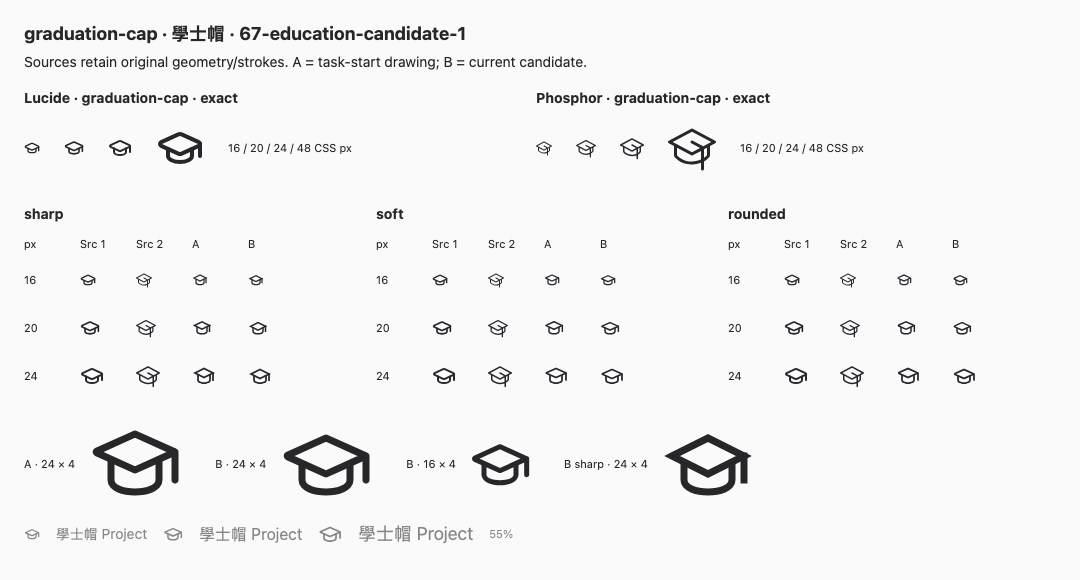 graduation-cap · 學士帽 · 67-education-candidate-1
Sources retain original geometry/strokes. A = task-start drawing; B = current candidate.
Lucide · graduation-cap · exact
Phosphor · graduation-cap · exact
16 / 20 / 24 / 48 CSS px
16 / 20 / 24 / 48 CSS px
sharp
soft
rounded
px Src 1 Src 2 A B
px Src 1 Src 2 A B
px Src 1 Src 2 A B
16
16
16
20
20
20
24
24
24
A · 24 × 4
B · 24 × 4
B · 16 × 4
B sharp · 24 × 4
學士帽 Project
學士帽 Project
學士帽 Project
55%